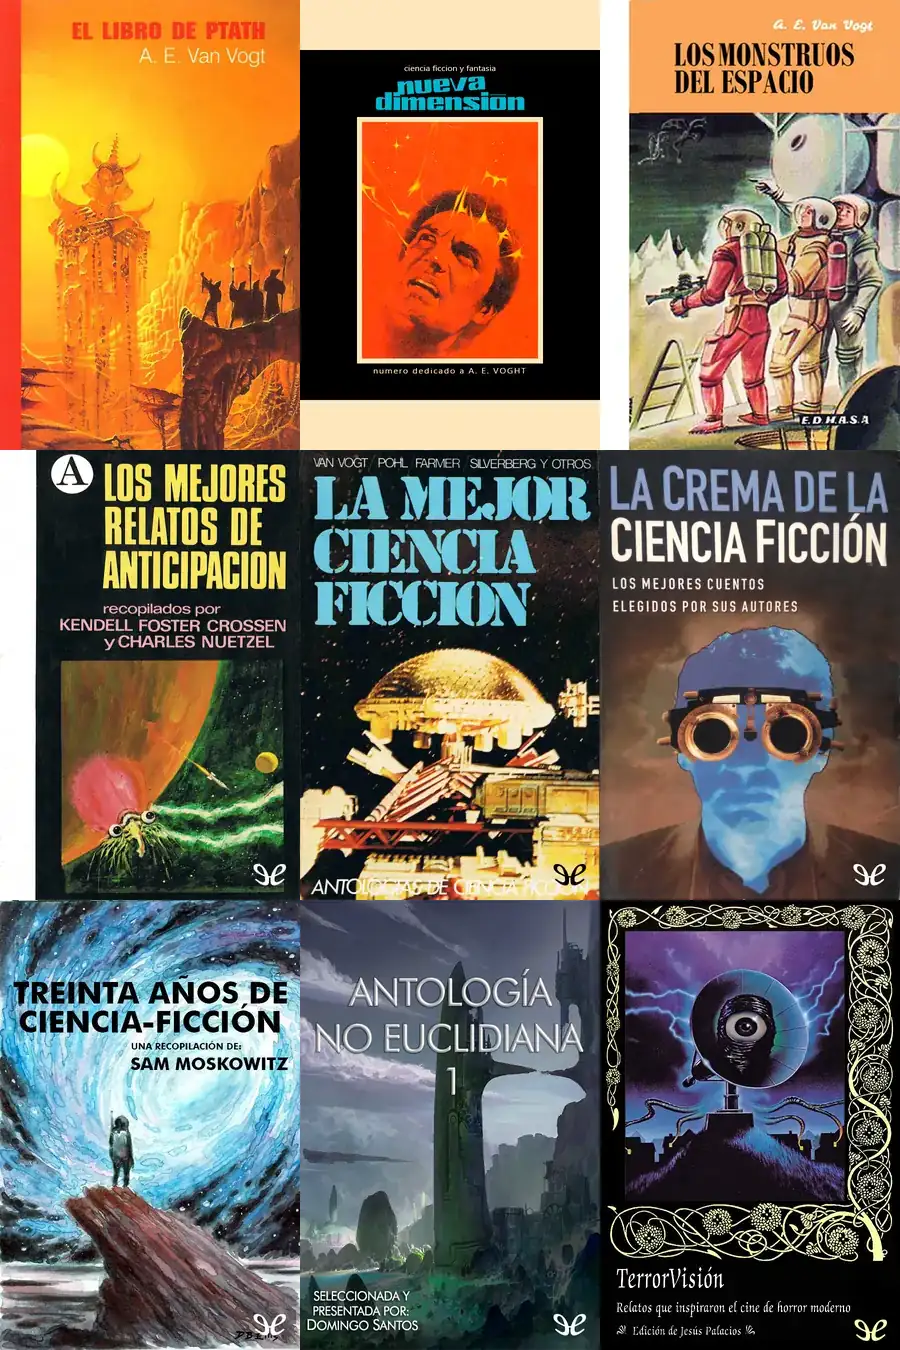 EL LIBRO DE PTATH
A. E. Van Vogt
ciencia ficcion y fantasia
nueva
dimensión
numero dedicado a A. E. VOGHT
A. E. Van Vogt
LOS MONSTRUOS
DEL ESPACIO
E.D.H.A.S.A
A
LOS MEJORES
RELATOS DE
ANTICIPACION
recopilados por
KENDELL FOSTER CROSSEN
y CHARLES NUETZEL
VAN VOGT POHL FARMER SILVERBERG Y OTROS
LA MEJOR
CIENCIA
FICCION
ANTOLOGIAS DE CIENCIA FICCION
LA CREMA DE LA
CIENCIA FICCIÓN
LOS MEJORES CUENTOS
ELEGIDOS POR SUS AUTORES
TREINTA AÑOS DE
CIENCIA-FICCIÓN
UNA RECOPILACIÓN DE:
SAM MOSKOWITZ
ANTOLOGÍA
NO EUCLIDIANA
1
SELECCIONADA Y
PRESENTADA POR:
DOMINGO SANTOS
TerrorVisión
Relatos que inspiraron el cine de horror moderno
Edición de Jesús Palacios